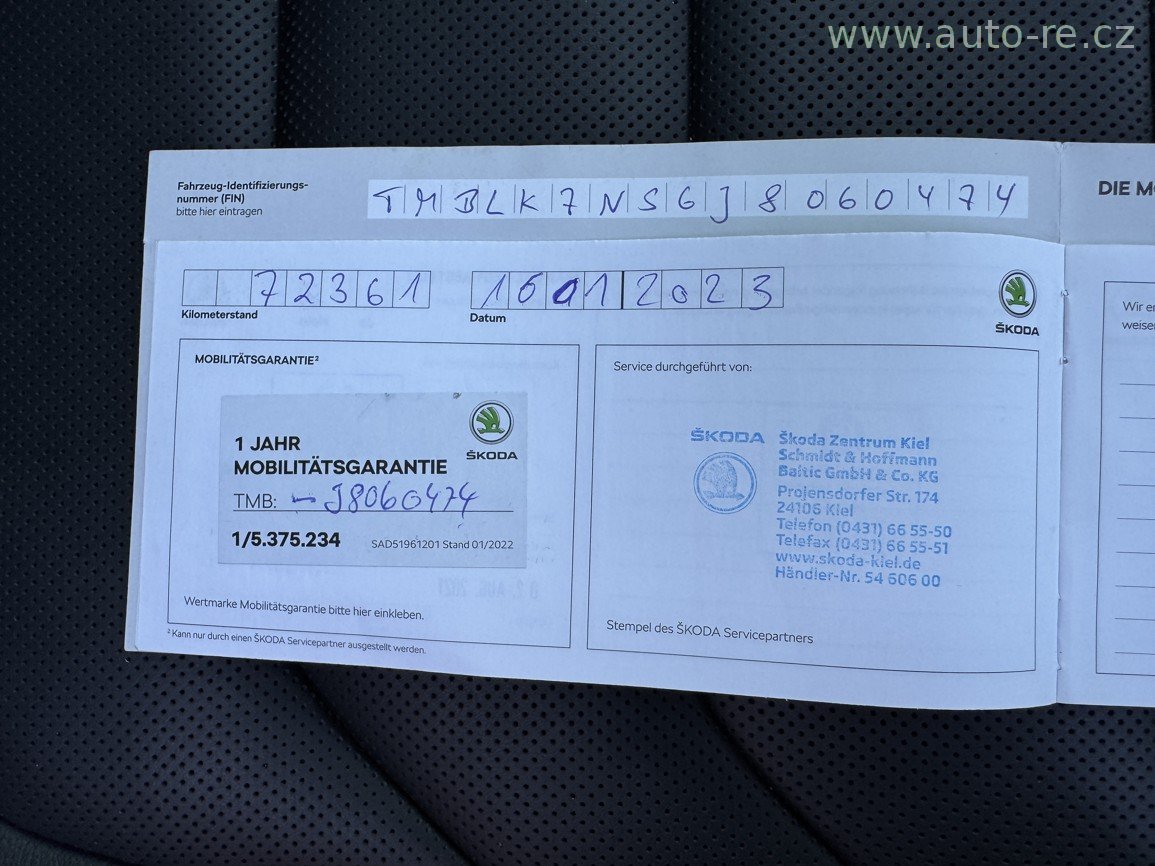 www.auto-re.cz
Fahrzeug-Identifizierungs-
nummer (FIN)
bitte hier eintragen
TMBLK7NS6J8060474
DIE M
72361
Kilometerstand
16012023
Datum
ŠKODA
Wir e
weise
MOBILITÄTSGARANTIE²
1 JAHR
MOBILITÄTSGARANTIE
ŠKODA
TMB: -J8060474
1/5.375.234
SAD51961201 Stand 01/2022
Wertmarke Mobilitätsgarantie bitte hier einkleben.
² Kann nur durch einen ŠKODA Servicepartner ausgestellt werden.
Service durchgeführt von:
ŠKODA
Škoda Zentrum Kiel
Schmidt & Hoffmann
Baltic GmbH & Co. KG
Projensdorfer Str. 174
24106 Kiel
Telefon (0431) 66 55-50
Telefax (0431) 66 55-51
www.skoda-kiel.de
Händler-Nr. 54 606 00
Stempel des ŠKODA Servicepartners